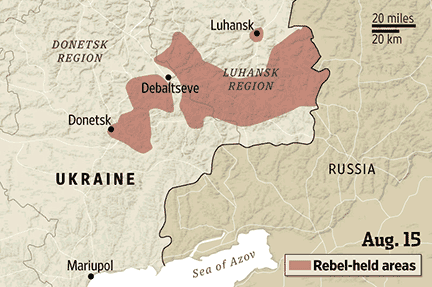 Luhansk
20 miles
20 km
DONETSK
REGION
LUHANSK
REGION
Debaltseve
Donetsk
RUSSIA
UKRAINE
Aug. 15
Mariupol
Sea of Azov
Rebel-held areas